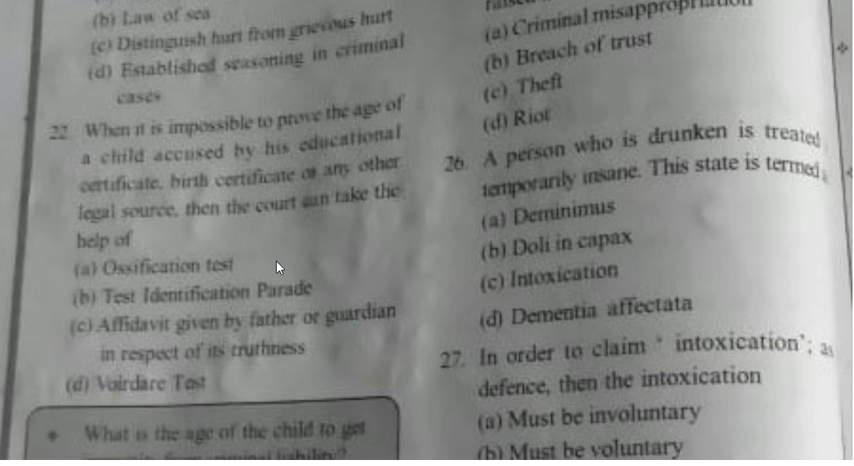 (b) Law of sea
(c) Distinguish hurt from grievous hurt
(d) Established seasoning in criminal
cases
22. When it is impossible to prove the age of
a child accused by his educational
certificate, birth certificate or any other
legal source, then the court can take the
help of
(a) Ossification test
(b) Test Identification Parade
(c) Affidavit given by father or guardian
in respect of its truthness
(d) Voirdare Test
What is the age of the child to get
criminal liability?
(a) Criminal misappropriation
(b) Breach of trust
(c) Theft
(d) Riot
26. A person who is drunken is treated
temporarily insane. This state is termed
(a) Deminimus
(b) Doli in capax
(c) Intoxication
(d) Dementia affectata
27. In order to claim ' intoxication'; as
defence, then the intoxication
(a) Must be involuntary
(b) Must be voluntary